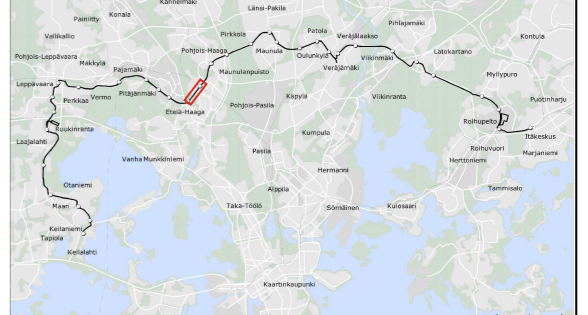 Kannelmäki
Länsi-Pakila
Konala
Painiitty
Pihlajamäki
Pirkkola
Patola
Veräjälaakso
Vallikallio
Kontula
Pohjois-Haaga
Maunula
Latokartano
Pohjois-Leppävaara
Oulunkylä
Viikinmäki
Mäkkylä
Pajamäki
Maunulanpuisto
Veräjämäki
Myllypuro
Leppävaara
Pitäjänmäki
Vermo
Käpylä
Viikinranta
Puotinharju
Perkkaa
Pohjois-Pasila
Etelä-Haaga
Roihupelto
Ruukinranta
Kumpula
Itäkeskus
Laajalahti
Roihuvuori
Marjaniemi
Vanha Munkkiniemi
Pasila
Herttoniemi
Hermanni
Otaniemi
Alppila
Tammisalo
Maari
Taka-Töölö
Sörnäinen
Kulosaari
Keilaniemi
Tapiola
Keilalahti
Kaartinkaupunki